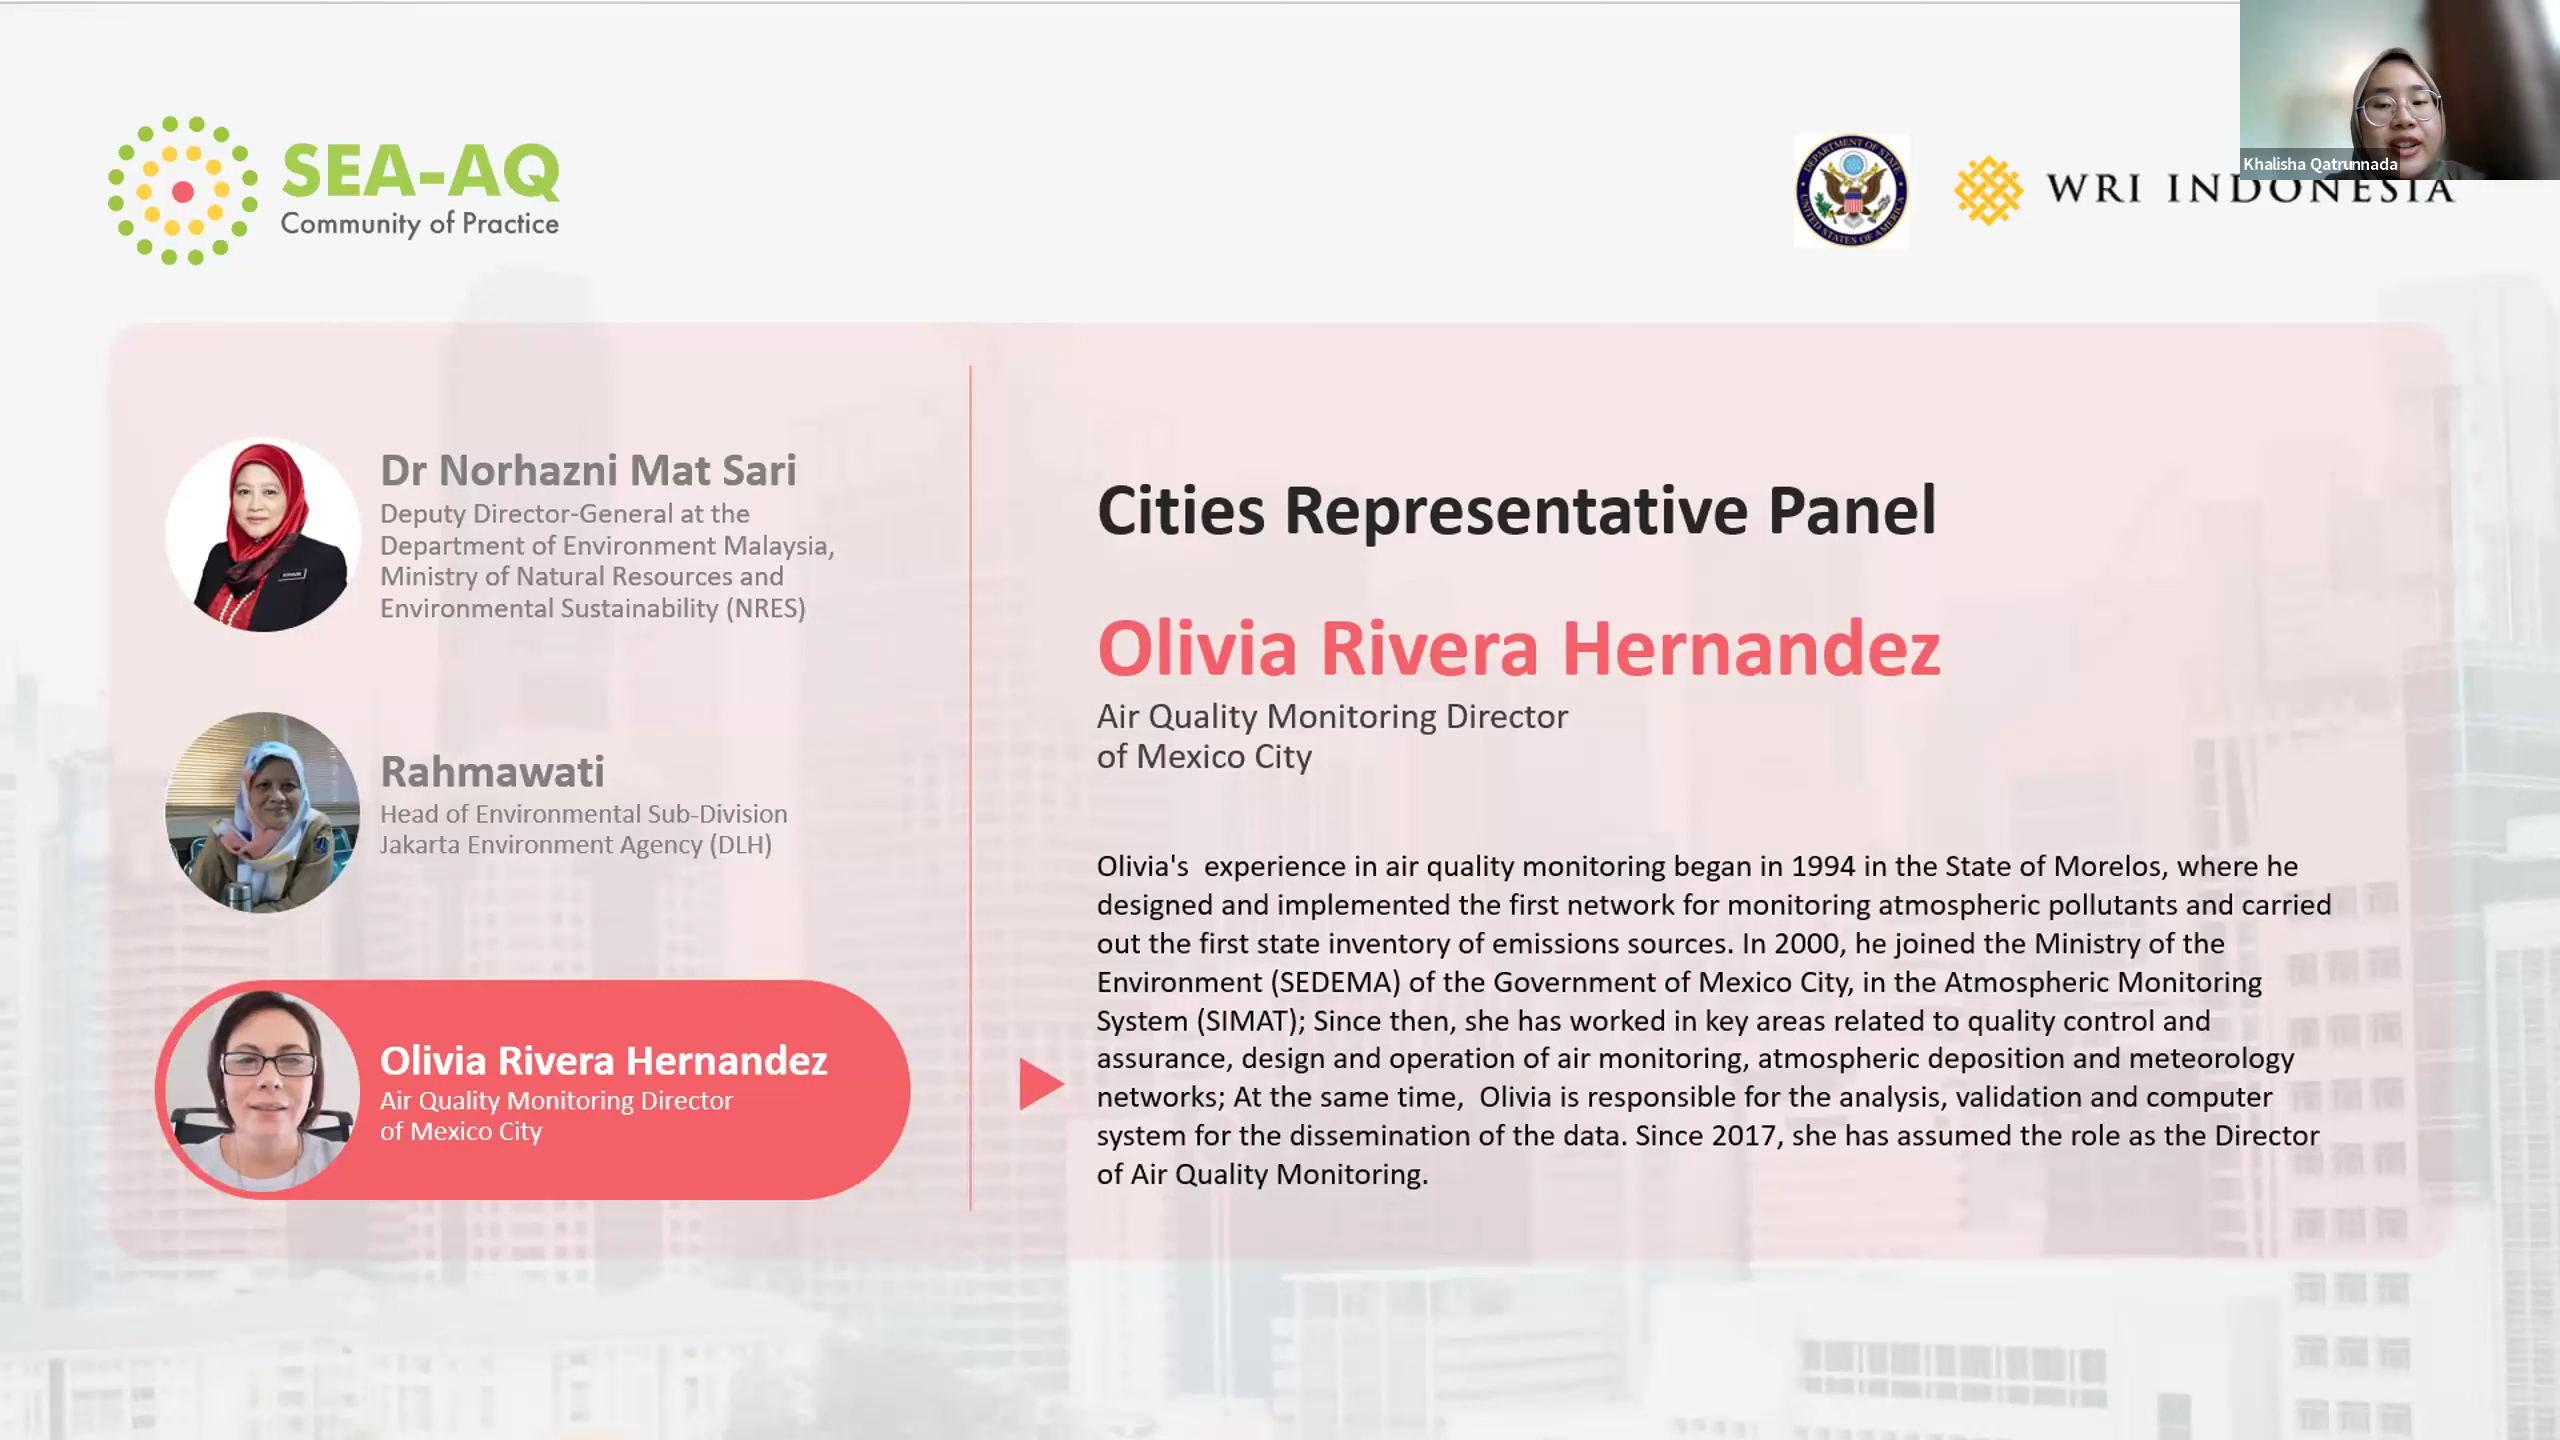 SEA-AQ
Community of Practice
DEPARTMENT OF STATE
UNITED STATES OF AMERICA
WRI INDONESIA
Khalisha Qatrunnada
Dr Norhazni Mat Sari
Deputy Director-General at the
Department of Environment Malaysia,
Ministry of Natural Resources and
Environmental Sustainability (NRES)
Rahmawati
Head of Environmental Sub-Division
Jakarta Environment Agency (DLH)
Olivia Rivera Hernandez
Air Quality Monitoring Director
of Mexico City
Cities Representative Panel
Olivia Rivera Hernandez
Air Quality Monitoring Director
of Mexico City
Olivia's  experience in air quality monitoring began in 1994 in the State of Morelos, where he
designed and implemented the first network for monitoring atmospheric pollutants and carried
out the first state inventory of emissions sources. In 2000, he joined the Ministry of the
Environment (SEDEMA) of the Government of Mexico City, in the Atmospheric Monitoring
System (SIMAT); Since then, she has worked in key areas related to quality control and
assurance, design and operation of air monitoring, atmospheric deposition and meteorology
networks; At the same time,  Olivia is responsible for the analysis, validation and computer
system for the dissemination of the data. Since 2017, she has assumed the role as the Director
of Air Quality Monitoring.